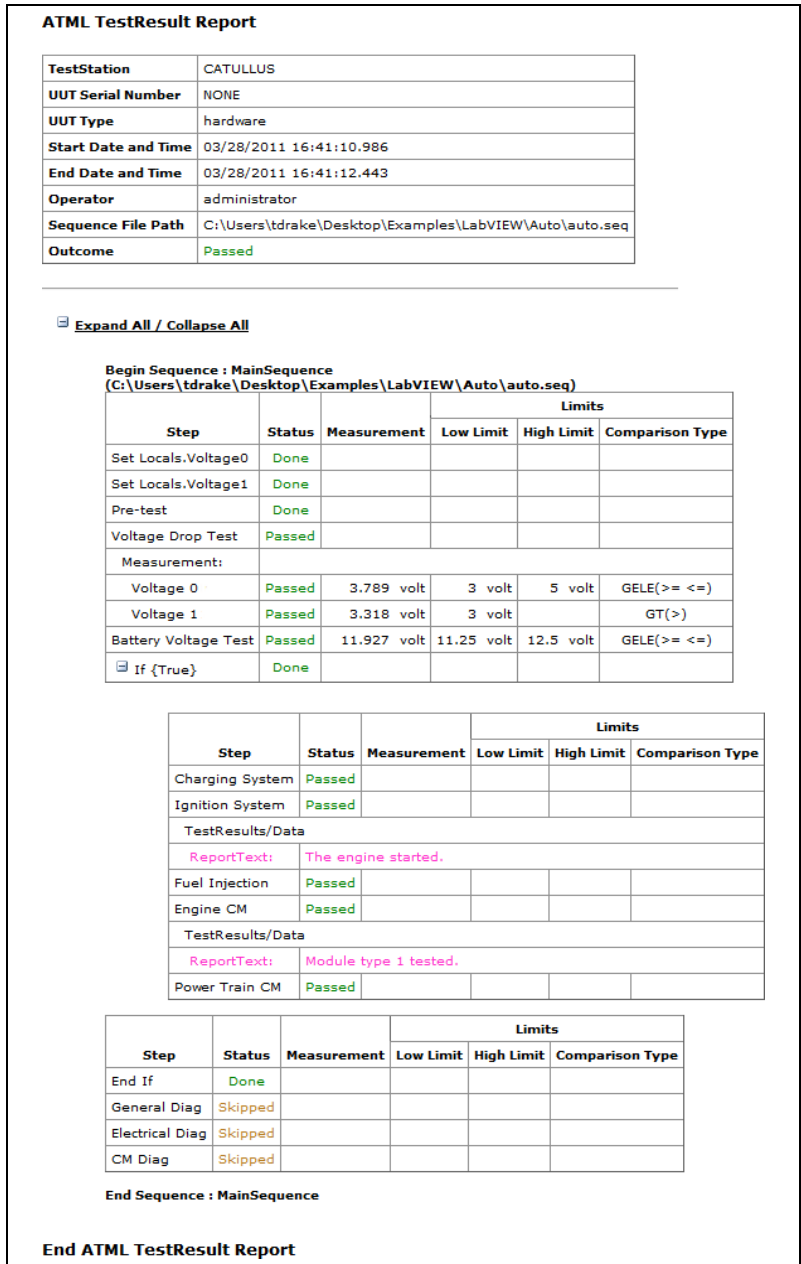 ATML TestResult Report
TestStation CATULLUS
UUT Serial Number NONE
UUT Type hardware
Start Date and Time 03/28/2011 16:41:10.986
End Date and Time 03/28/2011 16:41:12.443
Operator administrator
Sequence File Path C:\Users\tdrake\Desktop\Examples\LabVIEW\Auto\auto.seq
Outcome Passed
Expand All / Collapse All
Begin Sequence : MainSequence
(C:\Users\tdrake\Desktop\Examples\LabVIEW\Auto\auto.seq)
Limits
Step Status Measurement Low Limit High Limit Comparison Type
Set Locals.Voltage0 Done
Set Locals.Voltage1 Done
Pre-test Done
Voltage Drop Test Passed
Measurement:
Voltage 0 Passed 3.789 volt 3 volt 5 volt GELE(>= <=)
Voltage 1 Passed 3.318 volt 3 volt GT(>)
Battery Voltage Test Passed 11.927 volt 11.25 volt 12.5 volt GELE(>= <=)
If {True} Done
Limits
Step Status Measurement Low Limit High Limit Comparison Type
Charging System Passed
Ignition System Passed
TestResults/Data
ReportText: The engine started.
Fuel Injection Passed
Engine CM Passed
TestResults/Data
ReportText: Module type 1 tested.
Power Train CM Passed
Limits
Step Status Measurement Low Limit High Limit Comparison Type
End If Done
General Diag Skipped
Electrical Diag Skipped
CM Diag Skipped
End Sequence : MainSequence
End ATML TestResult Report